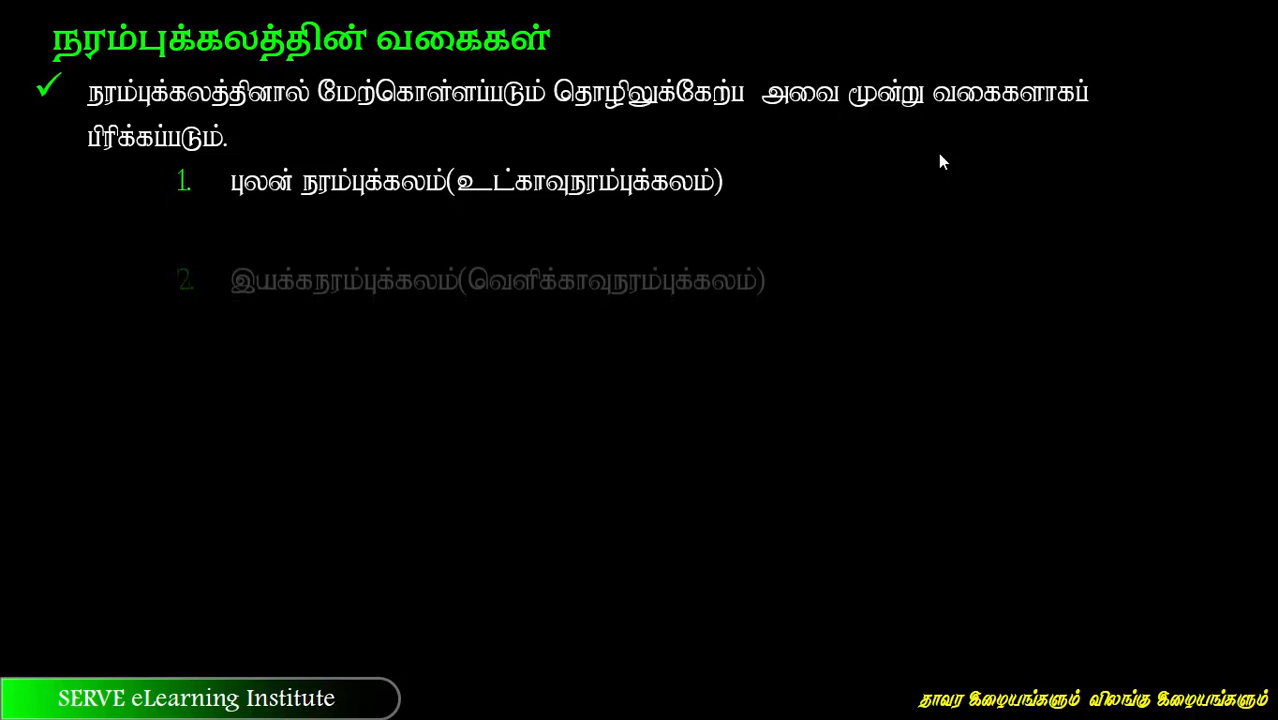 நரம்புக்கலத்தின் வகைகள்
✓ நரம்புக்கலத்தினால் மேற்கொள்ளப்படும் தொழிலுக்கேற்ப அவை மூன்று வகைகளாகப்
பிரிக்கப்படும்.
1. புலன் நரம்புக்கலம்(உட்காவுநரம்புக்கலம்)
2. இயக்கநரம்புக்கலம்(வெளிக்காவுநரம்புக்கலம்)
SERVE eLearning Institute
தாவர இழையங்களும் விலங்கு இழையங்களும்